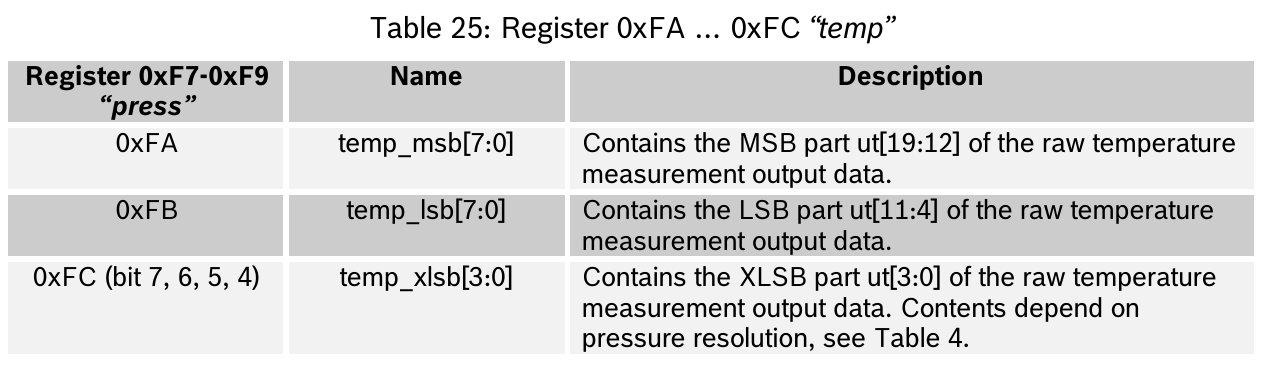 Table 25: Register 0xFA ... 0xFC “temp”
Register 0xF7-0xF9 “press”
Name
Description
0xFA
temp_msb[7:0]
Contains the MSB part ut[19:12] of the raw temperature
measurement output data.
0xFB
temp_lsb[7:0]
Contains the LSB part ut[11:4] of the raw temperature
measurement output data.
0xFC (bit 7, 6, 5, 4)
temp_xlsb[3:0]
Contains the XLSB part ut[3:0] of the raw temperature
measurement output data. Contents depend on
pressure resolution, see Table 4.